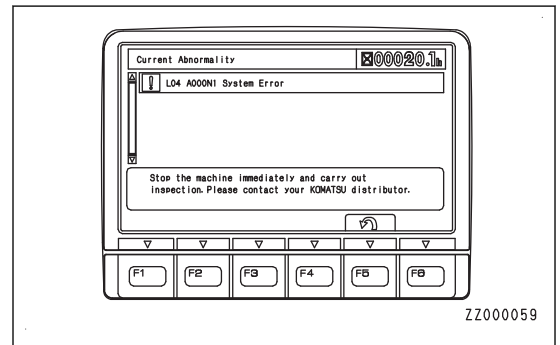 Current Abnormality 00020.1h
L04 A000N1 System Error
Stop the machine immediately and carry out
inspection. Please contact your KOMATSU distributor.
F1 F2 F3 F4 F5 F6
ZZ000059